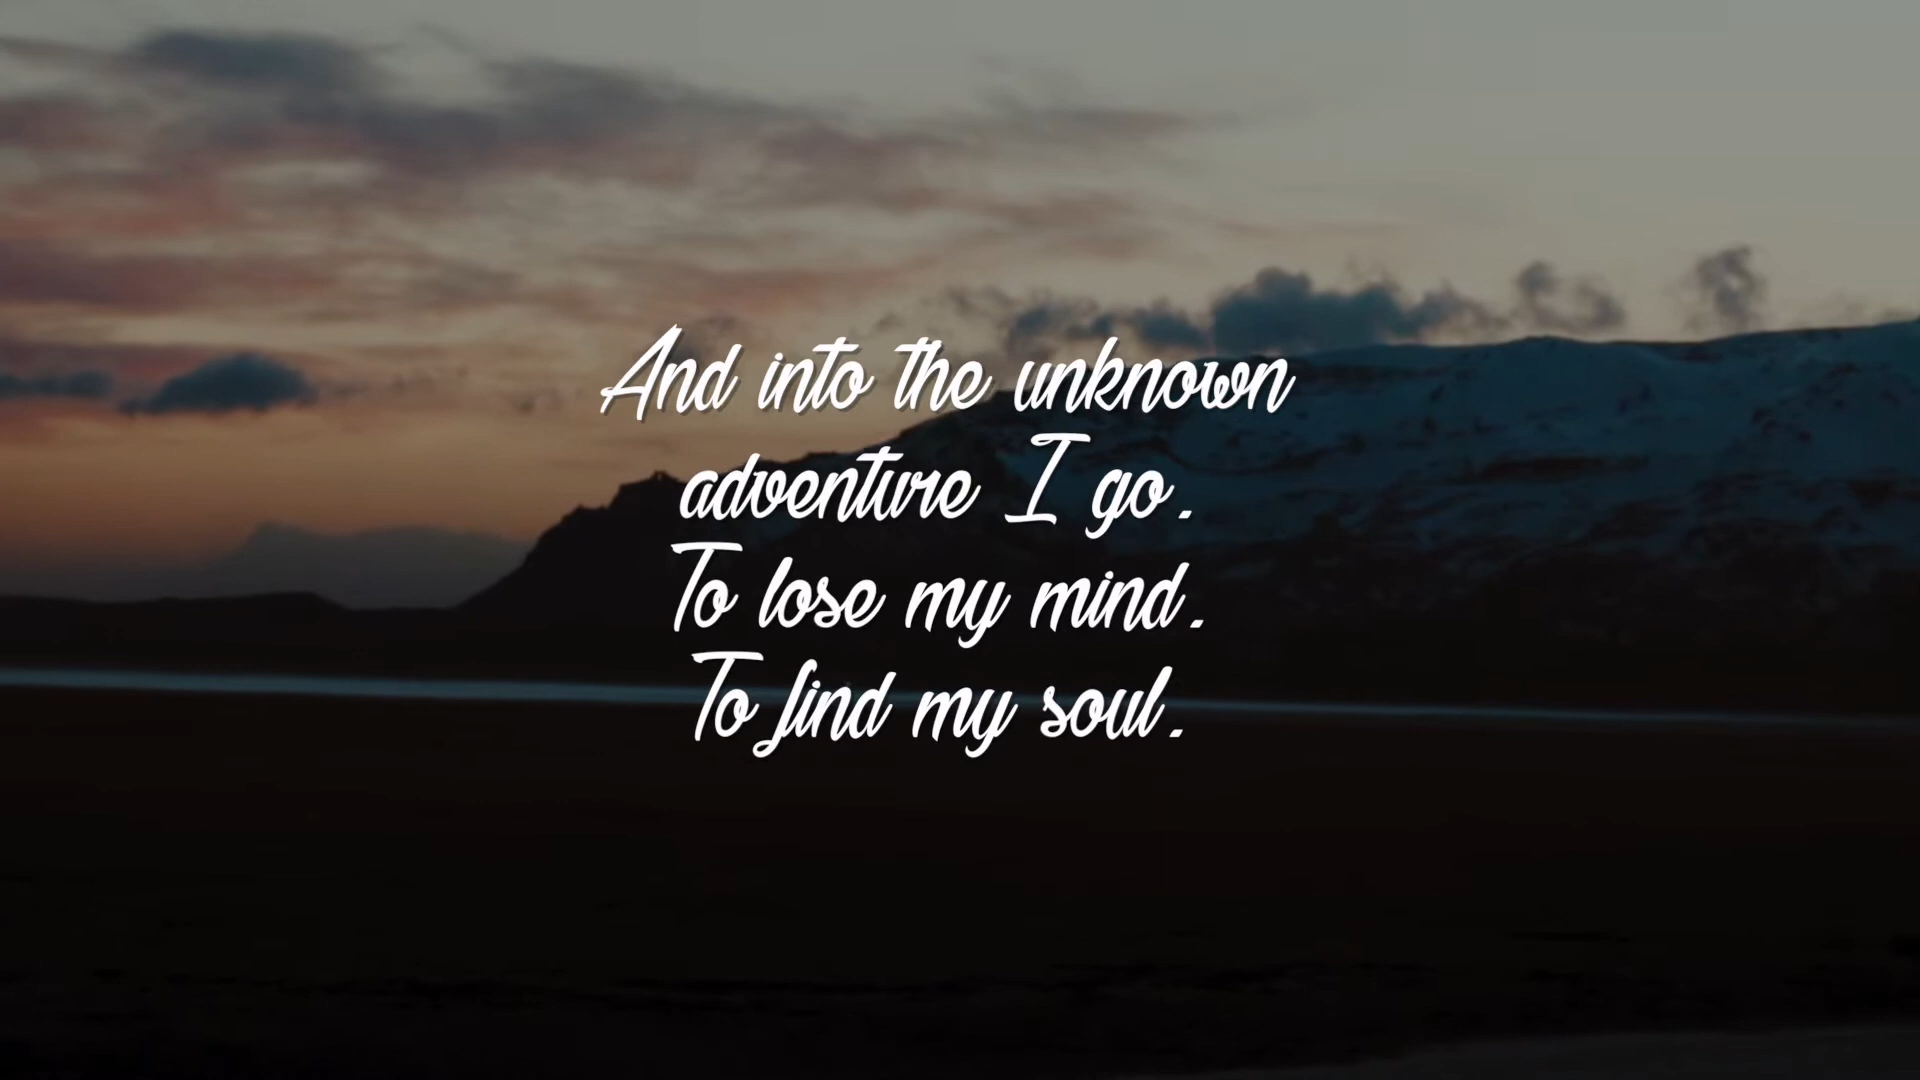 And into the unknown
adventure I go.
To lose my mind.
To find my soul.